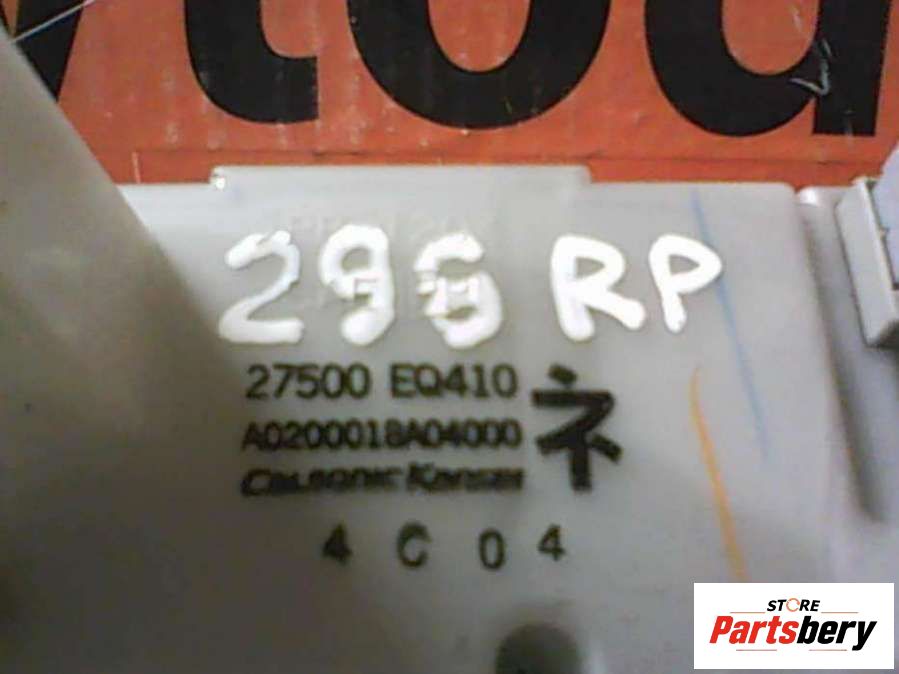 296 RP
27500 EQ410
ネ
A0200018A04000
Calsonic Kansei
4 C 0 4
STORE
Partsbery